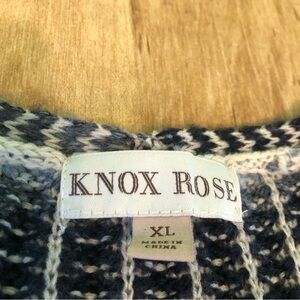 KNOX ROSE
XL
MADE IN
CHINA